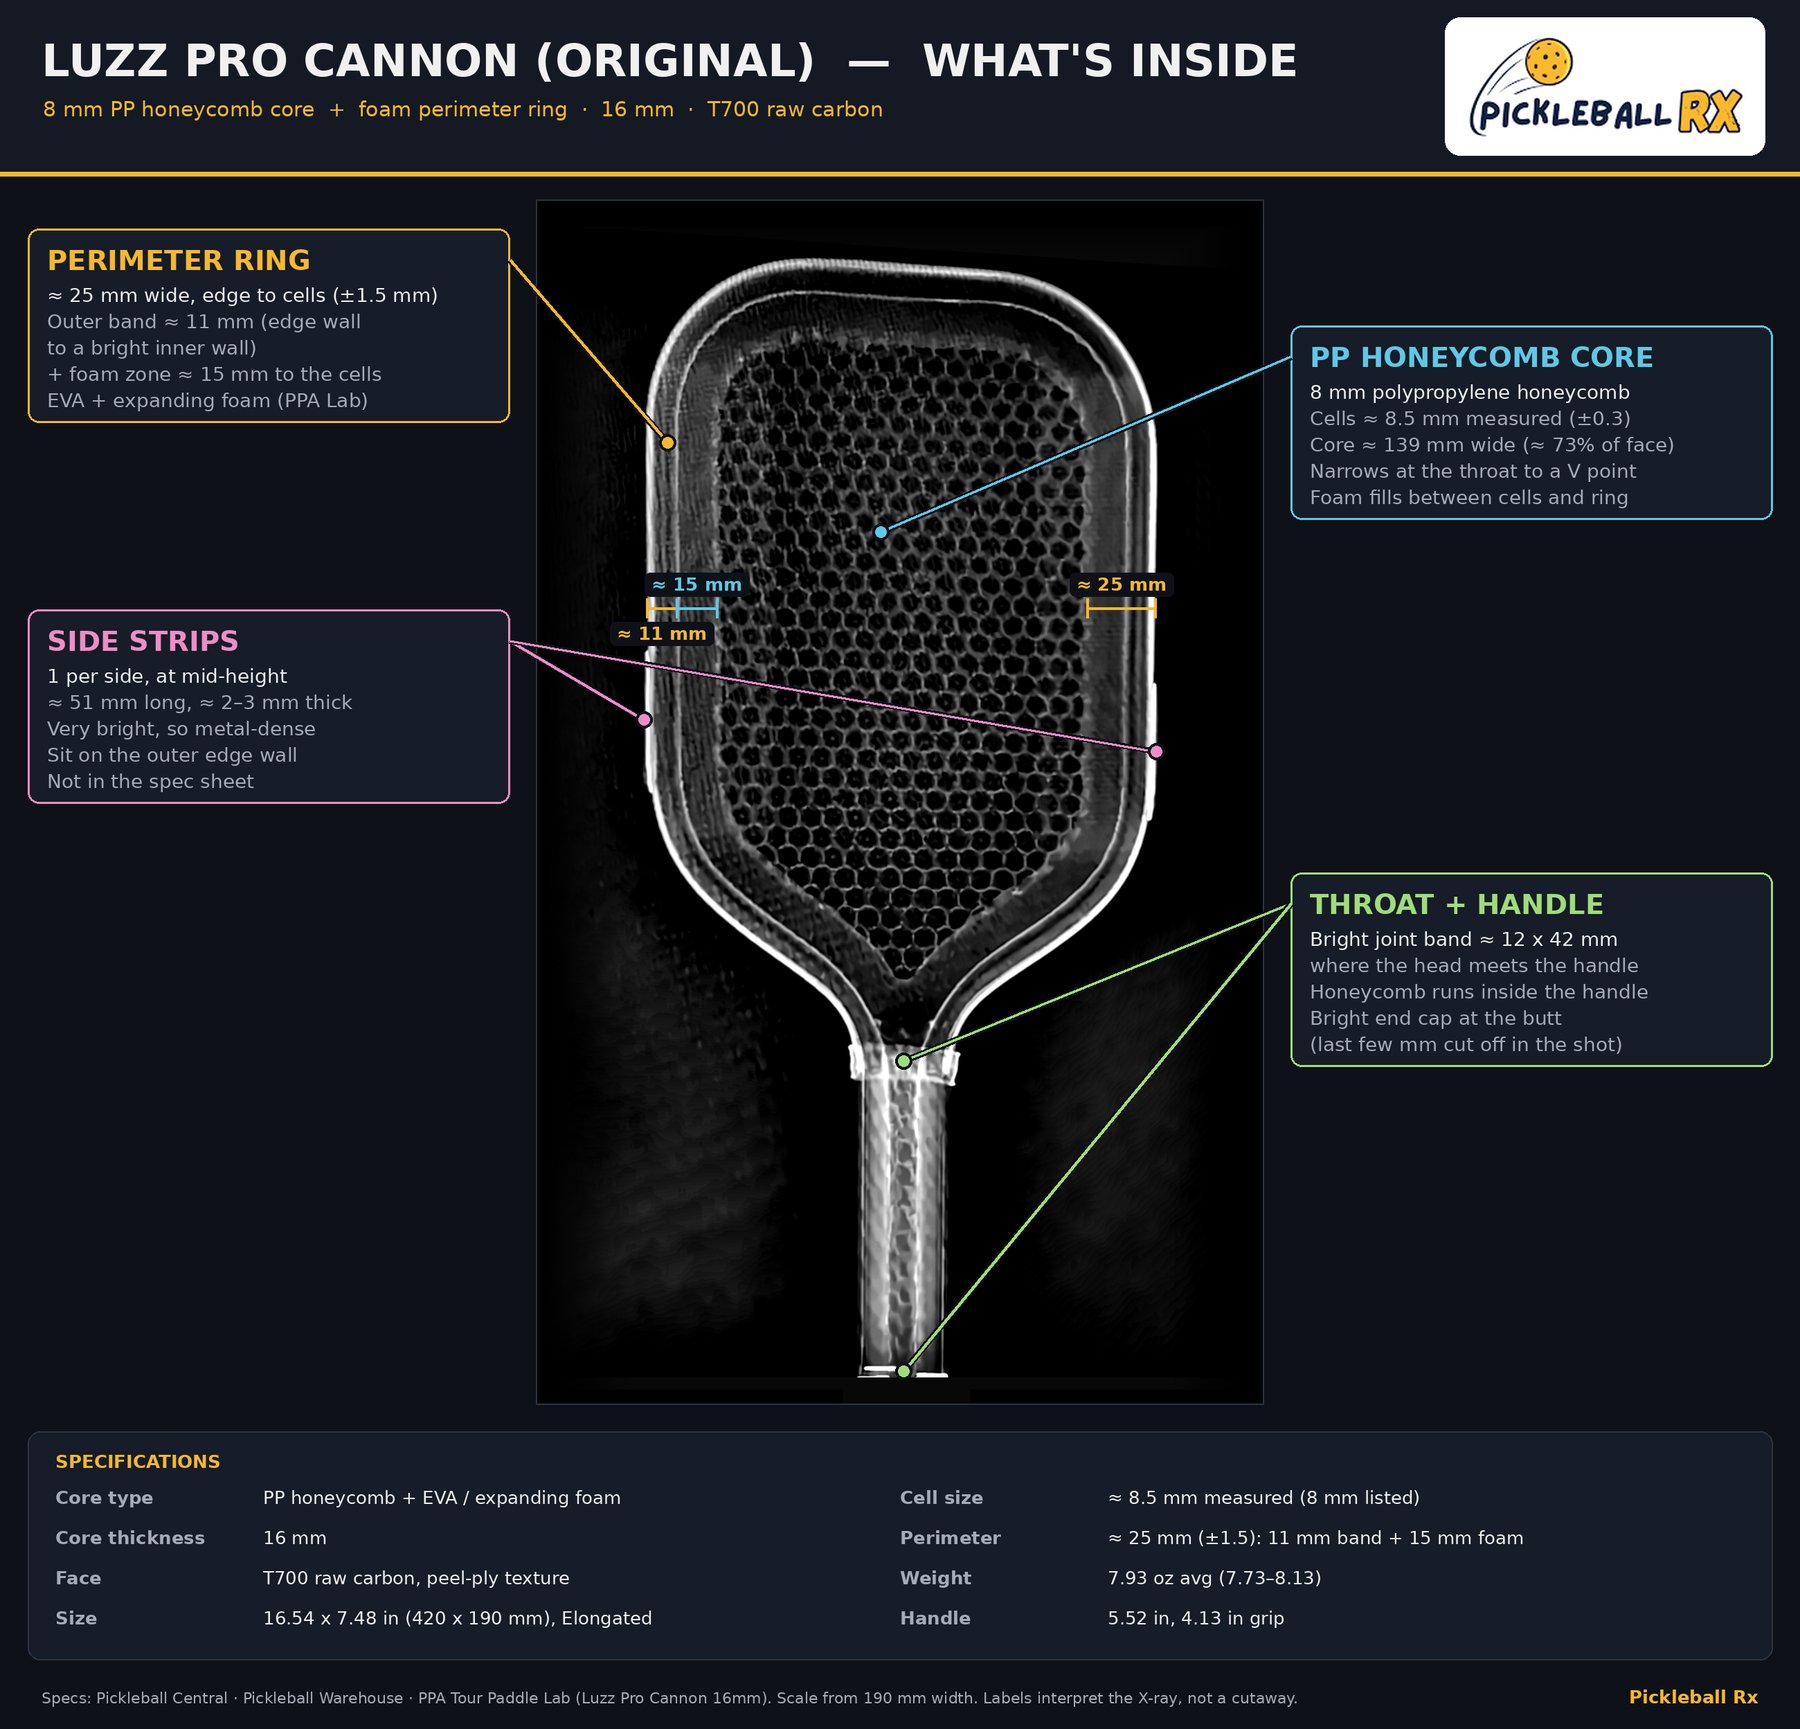 LUZZ PRO CANNON (ORIGINAL) — WHAT'S INSIDE
8 mm PP honeycomb core + foam perimeter ring · 16 mm · T700 raw carbon
PICKLEBALL RX
PERIMETER RING
≈ 25 mm wide, edge to cells (±1.5 mm)
Outer band ≈ 11 mm (edge wall
to a bright inner wall)
+ foam zone ≈ 15 mm to the cells
EVA + expanding foam (PPA Lab)
PP HONEYCOMB CORE
8 mm polypropylene honeycomb
Cells ≈ 8.5 mm measured (±0.3)
Core ≈ 139 mm wide (≈ 73% of face)
Narrows at the throat to a V point
Foam fills between cells and ring
≈ 15 mm
≈ 25 mm
≈ 11 mm
SIDE STRIPS
1 per side, at mid-height
≈ 51 mm long, ≈ 2–3 mm thick
Very bright, so metal-dense
Sit on the outer edge wall
Not in the spec sheet
THROAT + HANDLE
Bright joint band ≈ 12 x 42 mm
where the head meets the handle
Honeycomb runs inside the handle
Bright end cap at the butt
(last few mm cut off in the shot)
SPECIFICATIONS
Core type PP honeycomb + EVA / expanding foam
Core thickness 16 mm
Face T700 raw carbon, peel-ply texture
Size 16.54 x 7.48 in (420 x 190 mm), Elongated
Cell size ≈ 8.5 mm measured (8 mm listed)
Perimeter ≈ 25 mm (±1.5): 11 mm band + 15 mm foam
Weight 7.93 oz avg (7.73–8.13)
Handle 5.52 in, 4.13 in grip
Specs: Pickleball Central · Pickleball Warehouse · PPA Tour Paddle Lab (Luzz Pro Cannon 16mm). Scale from 190 mm width. Labels interpret the X-ray, not a cutaway.
Pickleball Rx